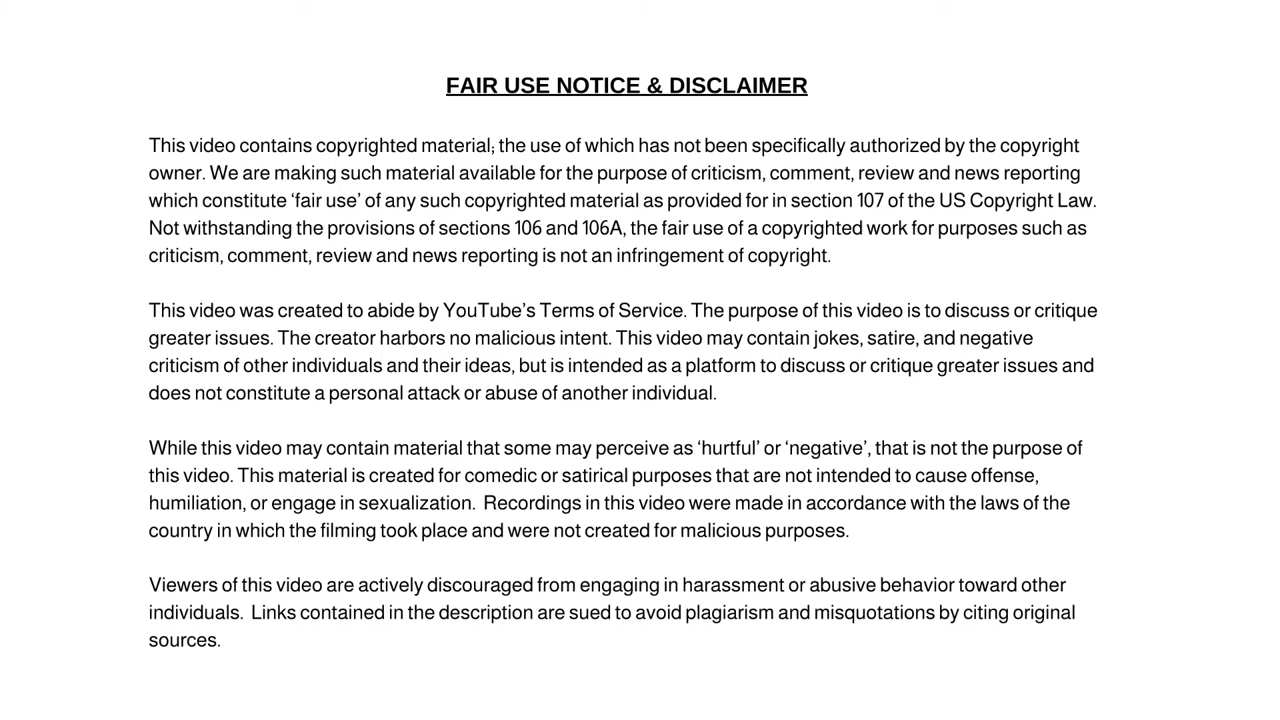 FAIR USE NOTICE & DISCLAIMER
This video contains copyrighted material; the use of which has not been specifically authorized by the copyright
owner. We are making such material available for the purpose of criticism, comment, review and news reporting
which constitute ‘fair use’ of any such copyrighted material as provided for in section 107 of the US Copyright Law.
Not withstanding the provisions of sections 106 and 106A, the fair use of a copyrighted work for purposes such as
criticism, comment, review and news reporting is not an infringement of copyright.
This video was created to abide by YouTube’s Terms of Service. The purpose of this video is to discuss or critique
greater issues. The creator harbors no malicious intent. This video may contain jokes, satire, and negative
criticism of other individuals and their ideas, but is intended as a platform to discuss or critique greater issues and
does not constitute a personal attack or abuse of another individual.
While this video may contain material that some may perceive as ‘hurtful’ or ‘negative’, that is not the purpose of
this video. This material is created for comedic or satirical purposes that are not intended to cause offense,
humiliation, or engage in sexualization.  Recordings in this video were made in accordance with the laws of the
country in which the filming took place and were not created for malicious purposes.
Viewers of this video are actively discouraged from engaging in harassment or abusive behavior toward other
individuals.  Links contained in the description are sued to avoid plagiarism and misquotations by citing original
sources.